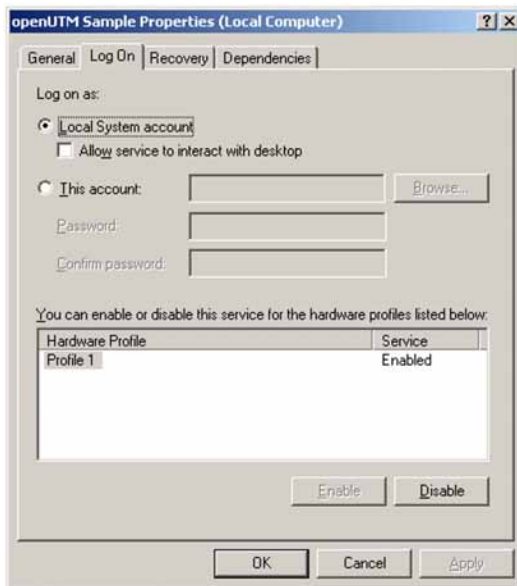 openUTM Sample Properties (Local Computer)
General Log On Recovery Dependencies
Log on as:
Local System account
Allow service to interact with desktop
This account: Browse...
Password:
Confirm password:
You can enable or disable this service for the hardware profiles listed below:
Hardware Profile Service
Profile 1 Enabled
Enable Disable
OK Cancel Apply